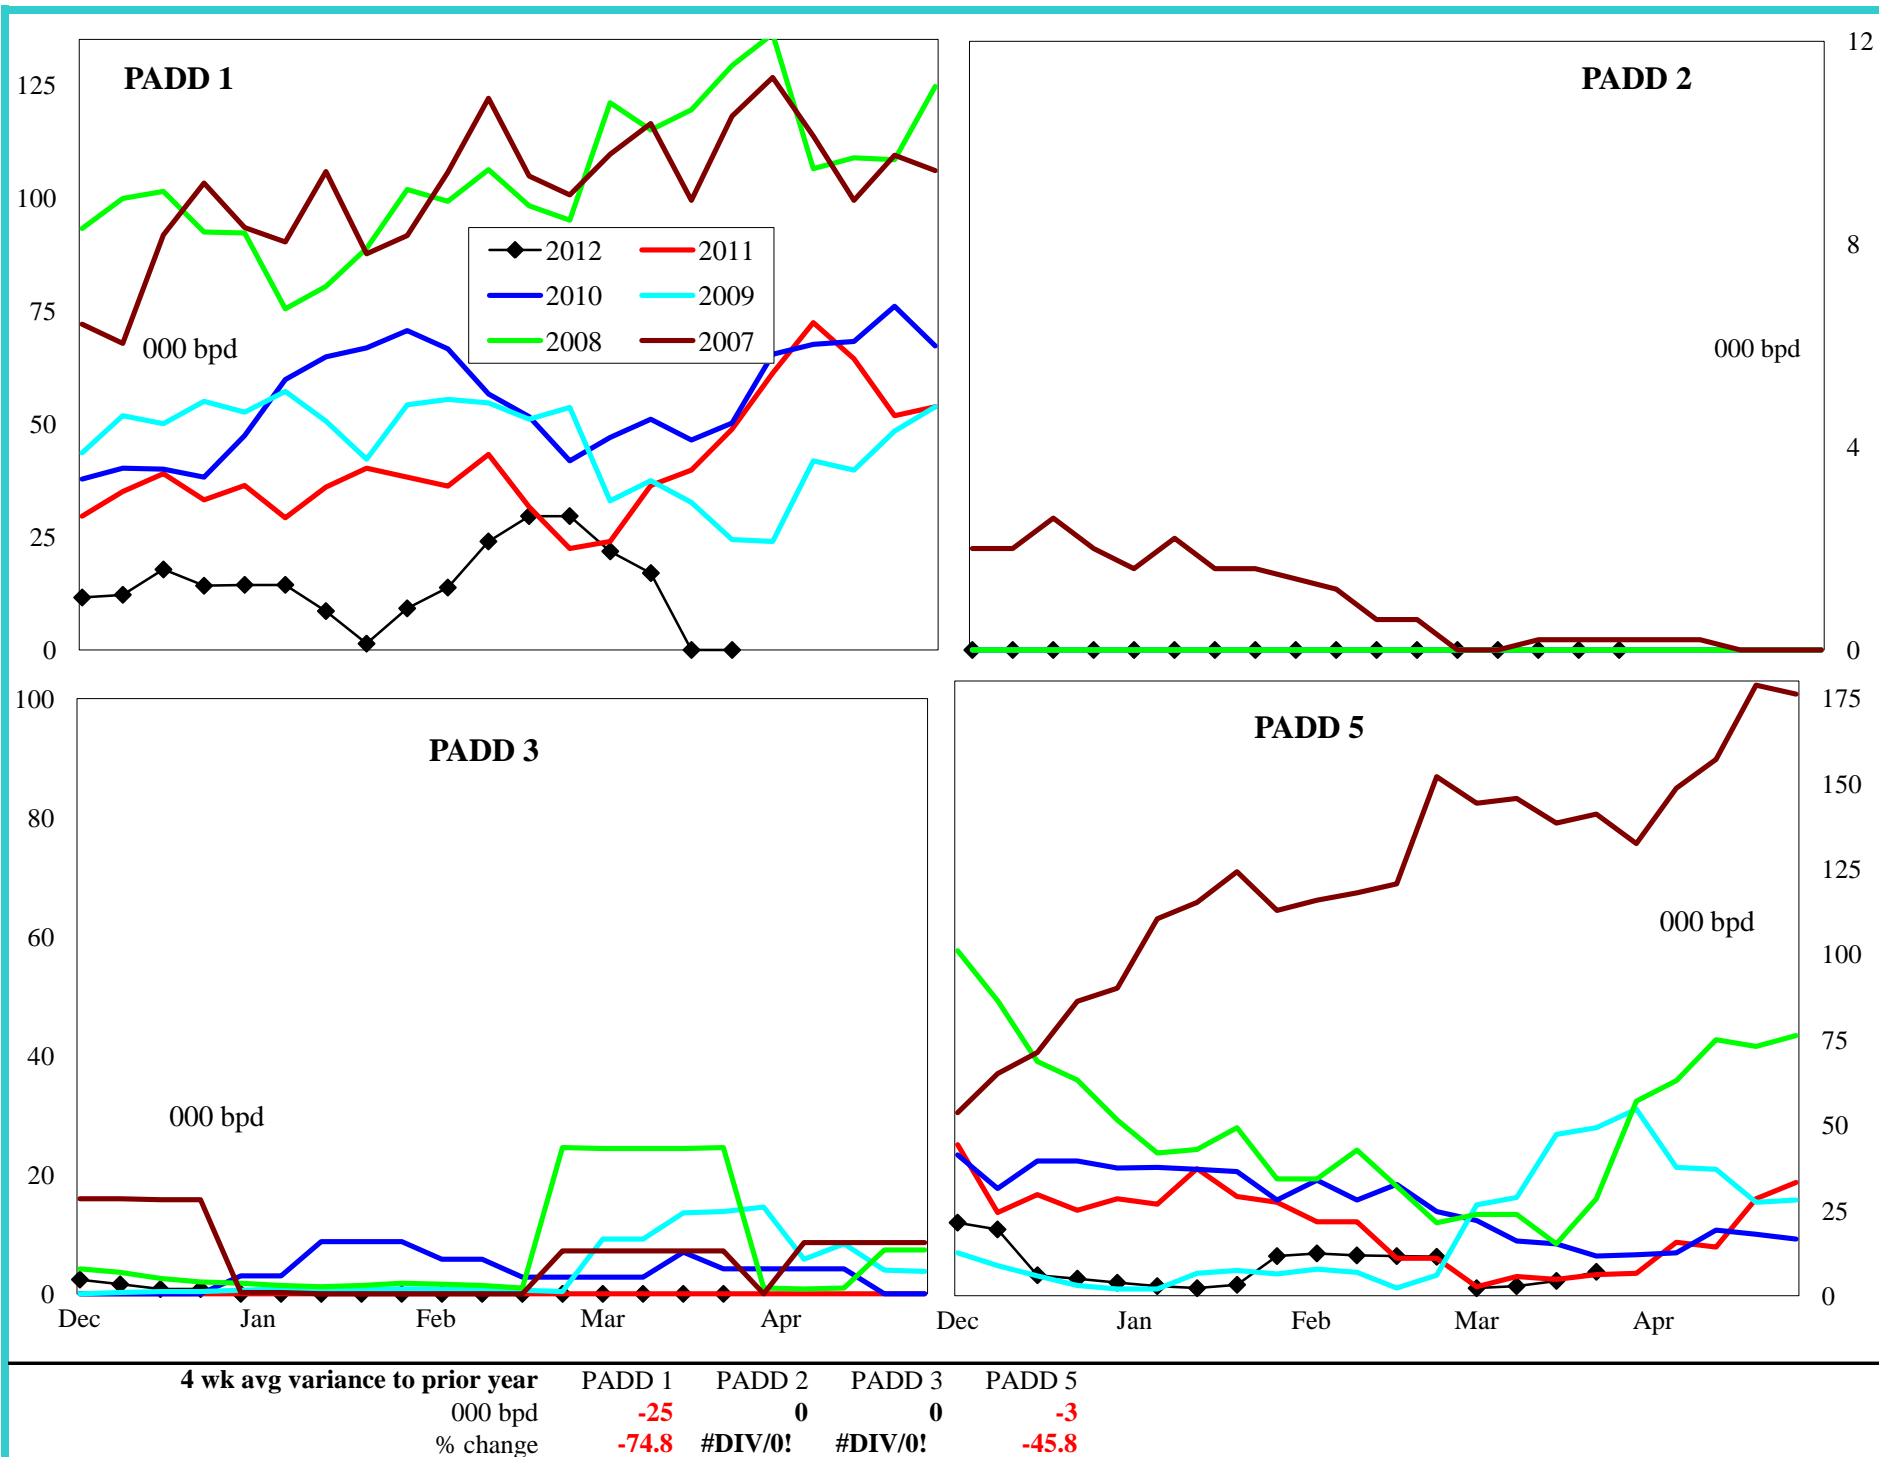 PADD 1
125
100
75
50
25
0
000 bpd
2012 2011
2010 2009
2008 2007
PADD 2
12
8
4
0
000 bpd
PADD 3
100
80
60
40
20
0
000 bpd
Dec Jan Feb Mar Apr
PADD 5
175
150
125
100
75
50
25
0
000 bpd
Dec Jan Feb Mar Apr
4 wk avg variance to prior year PADD 1 PADD 2 PADD 3 PADD 5
000 bpd -25 0 0 -3
% change -74.8 #DIV/0! #DIV/0! -45.8